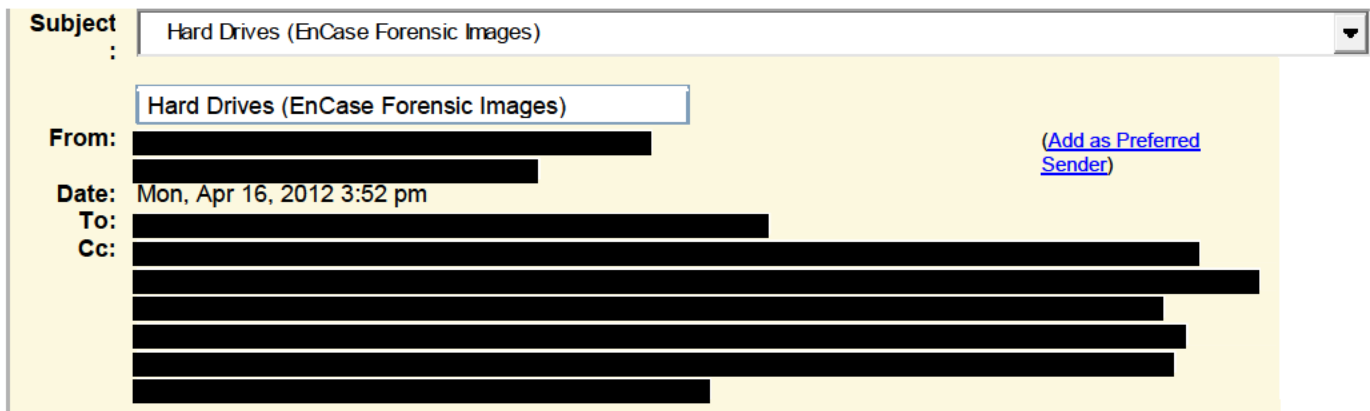 Subject : Hard Drives (EnCase Forensic Images)
Hard Drives (EnCase Forensic Images)
From: (Add as Preferred
Sender)
Date: Mon, Apr 16, 2012 3:52 pm
To:
Cc: